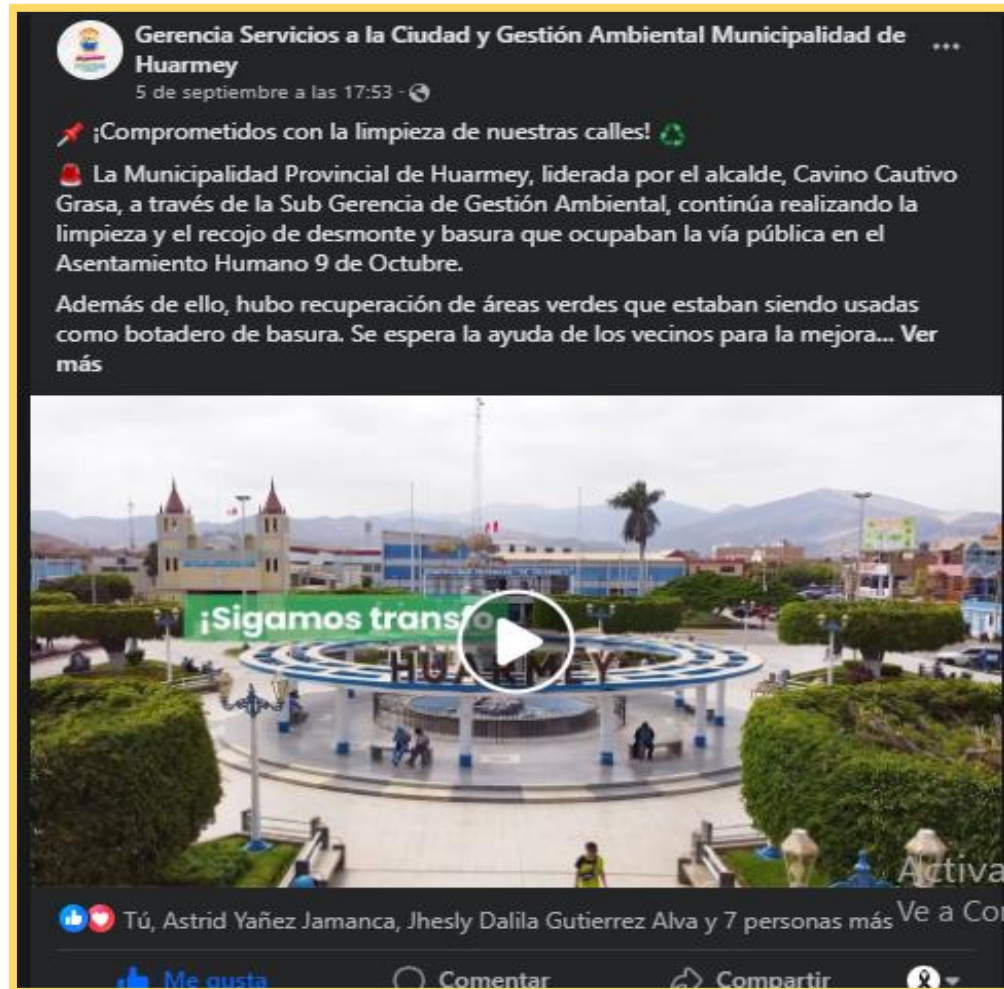 Gerencia Servicios a la Ciudad y Gestión Ambiental Municipalidad de
Huarmey
5 de septiembre a las 17:53 ·
¡Comprometidos con la limpieza de nuestras calles!
La Municipalidad Provincial de Huarmey, liderada por el alcalde, Cavino Cautivo
Grasa, a través de la Sub Gerencia de Gestión Ambiental, continúa realizando la
limpieza y el recojo de desmonte y basura que ocupaban la vía pública en el
Asentamiento Humano 9 de Octubre.
Además de ello, hubo recuperación de áreas verdes que estaban siendo usadas
como botadero de basura. Se espera la ayuda de los vecinos para la mejora... Ver
más
¡Sigamos transfo
HUARMEY
Activa
Tú, Astrid Yañez Jamanca, Jhesly Dalila Gutierrez Alva y 7 personas más
Ve a Co
Me gusta
Comentar
Compartir